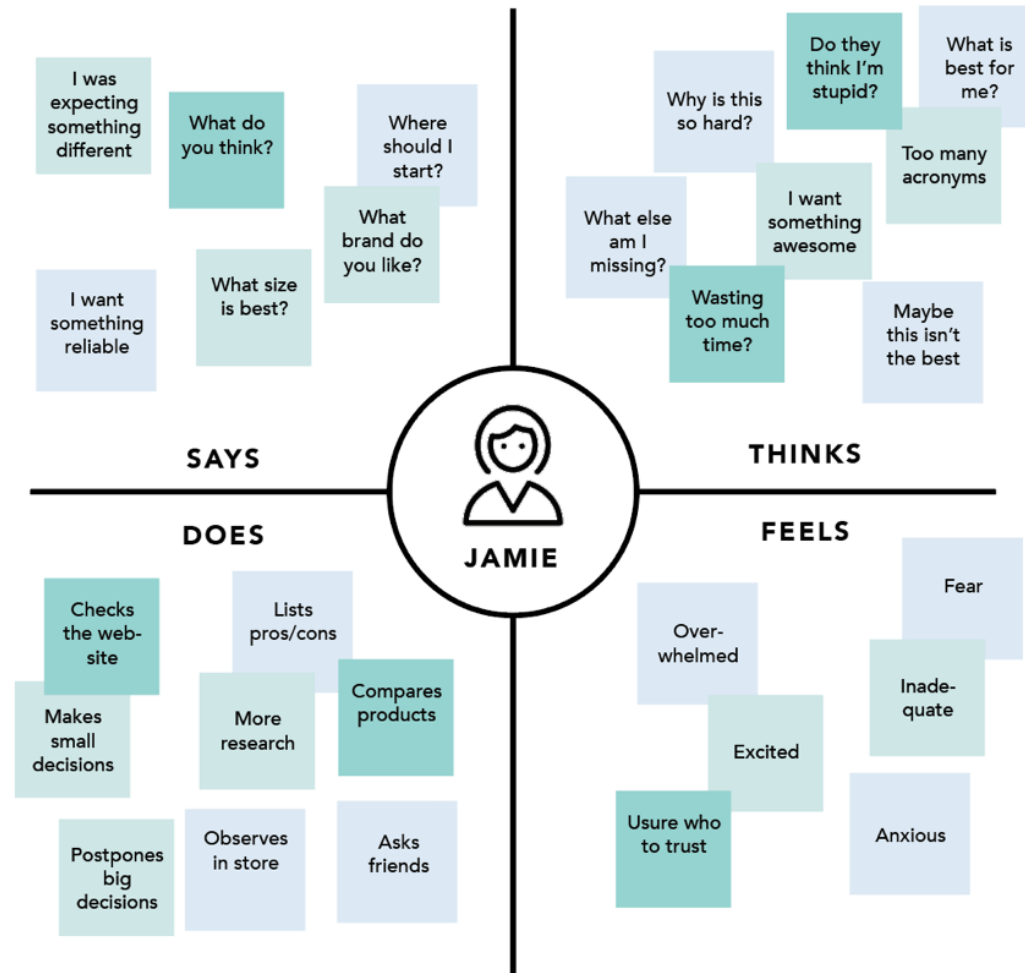 I was
expecting
something
different
What do
you think?
Where
should I
start?
What
brand do
you like?
What size
is best?
I want
something
reliable
SAYS
Do they
think I'm
stupid?
What is
best for
me?
Why is this
so hard?
Too many
acronyms
I want
something
awesome
What else
am I
missing?
Wasting
too much
time?
Maybe
this isn't
the best
THINKS
JAMIE
DOES
Checks
the web-
site
Lists
pros/cons
Makes
small
decisions
More
research
Compares
products
Postpones
big
decisions
Observes
in store
Asks
friends
FEELS
Fear
Over-
whelmed
Inade-
quate
Excited
Usure who
to trust
Anxious